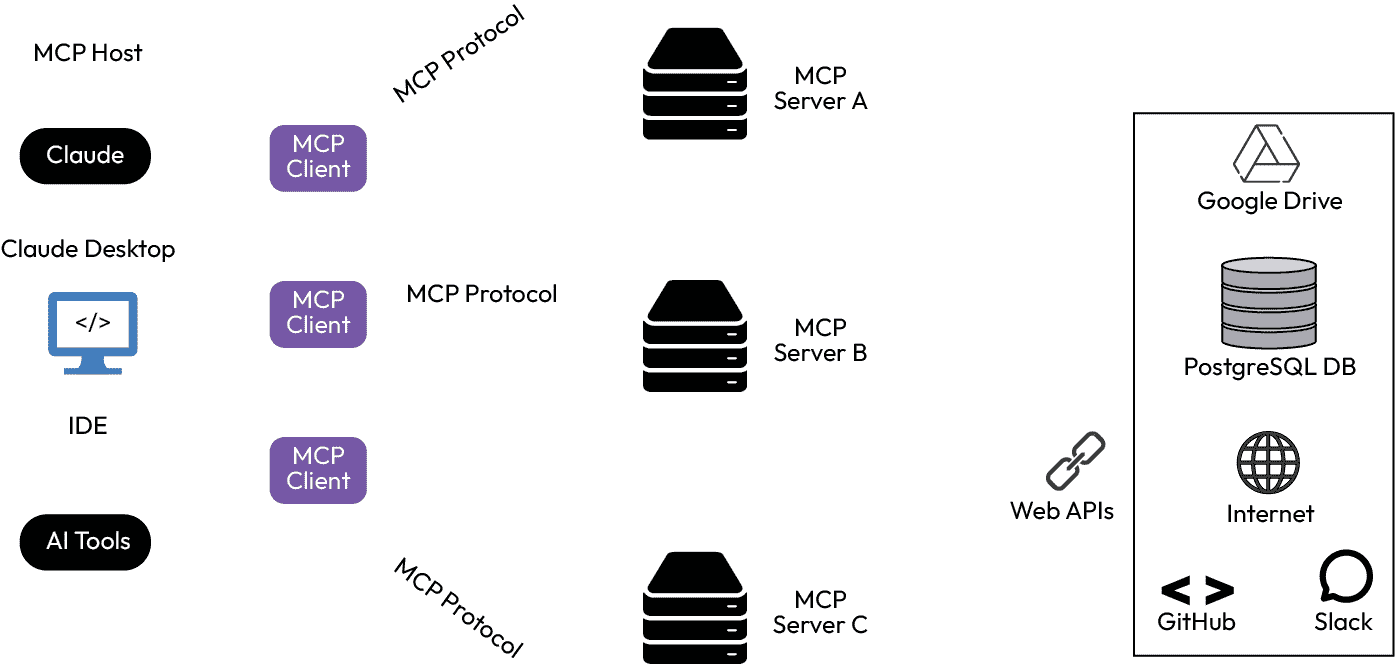 MCP Host
Claude
Claude Desktop
</>
IDE
AI Tools
MCP
Client
MCP
Client
MCP
Client
MCP Protocol
MCP Protocol
MCP Protocol
MCP
Server A
MCP
Server B
MCP
Server C
Web APIs
Google Drive
PostgreSQL DB
Internet
< >
GitHub
Slack